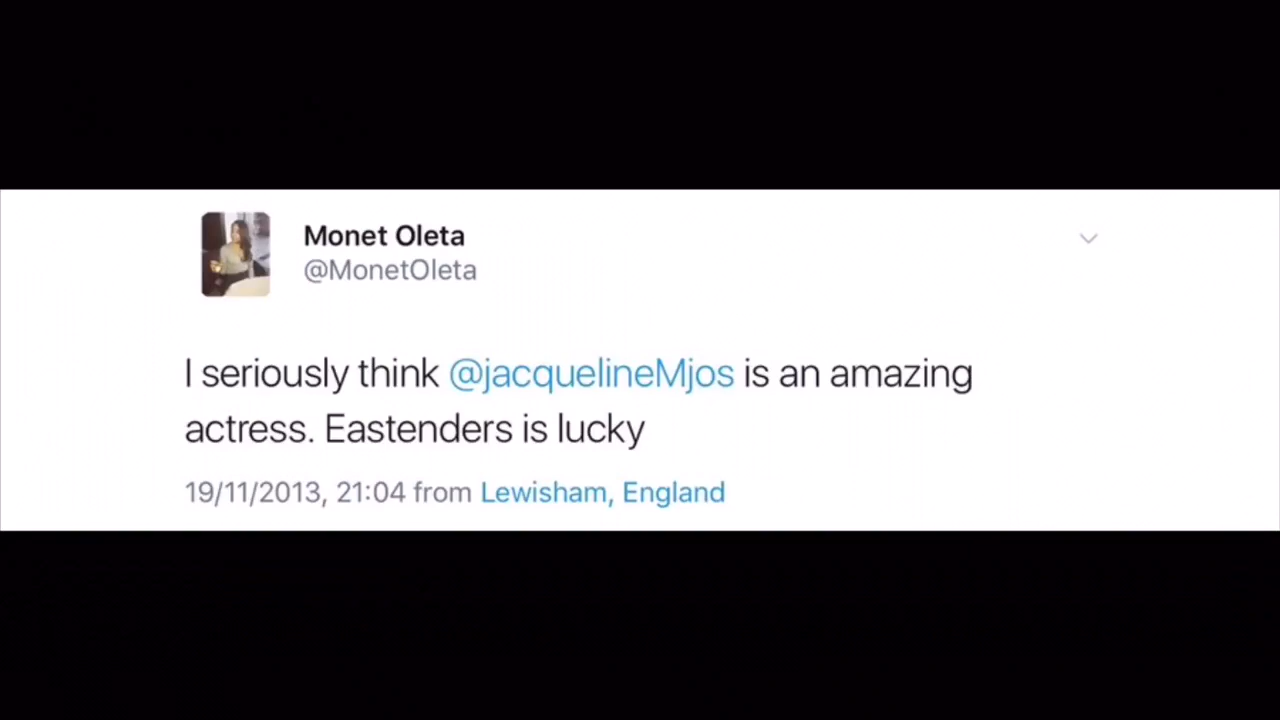 Monet Oleta
@MonetOleta
I seriously think @jacquelineMjos is an amazing
actress. Eastenders is lucky
19/11/2013, 21:04 from Lewisham, England